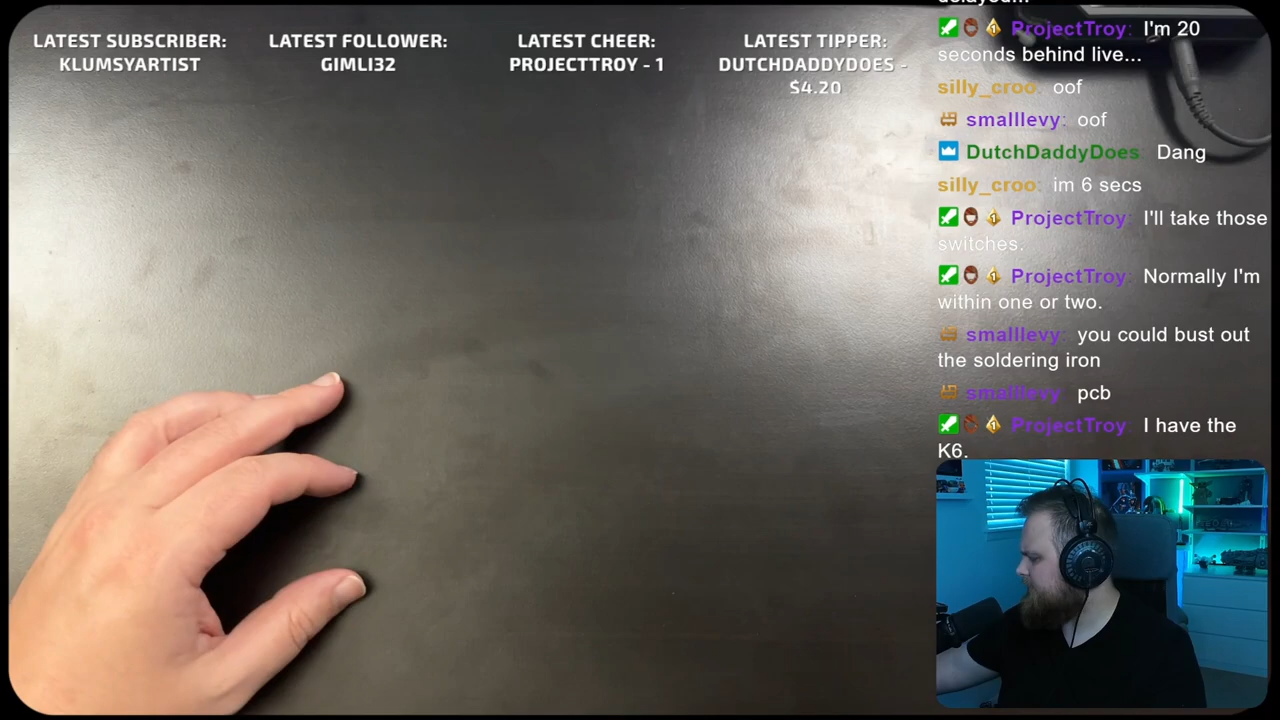 LATEST SUBSCRIBER:
KLUMSYARTIST
LATEST FOLLOWER:
GIMLI32
LATEST CHEER:
PROJECTTROY - 1
LATEST TIPPER:
DUTCHDADDYDOES -
$4.20
ProjectTroy: I'm 20
seconds behind live...
silly_croo: oof
smalllevy: oof
DutchDaddyDoes: Dang
silly_croo: im 6 secs
ProjectTroy: I'll take those
switches.
ProjectTroy: Normally I'm
within one or two.
smalllevy: you could bust out
the soldering iron
smalllevy: pcb
ProjectTroy: I have the
K6.